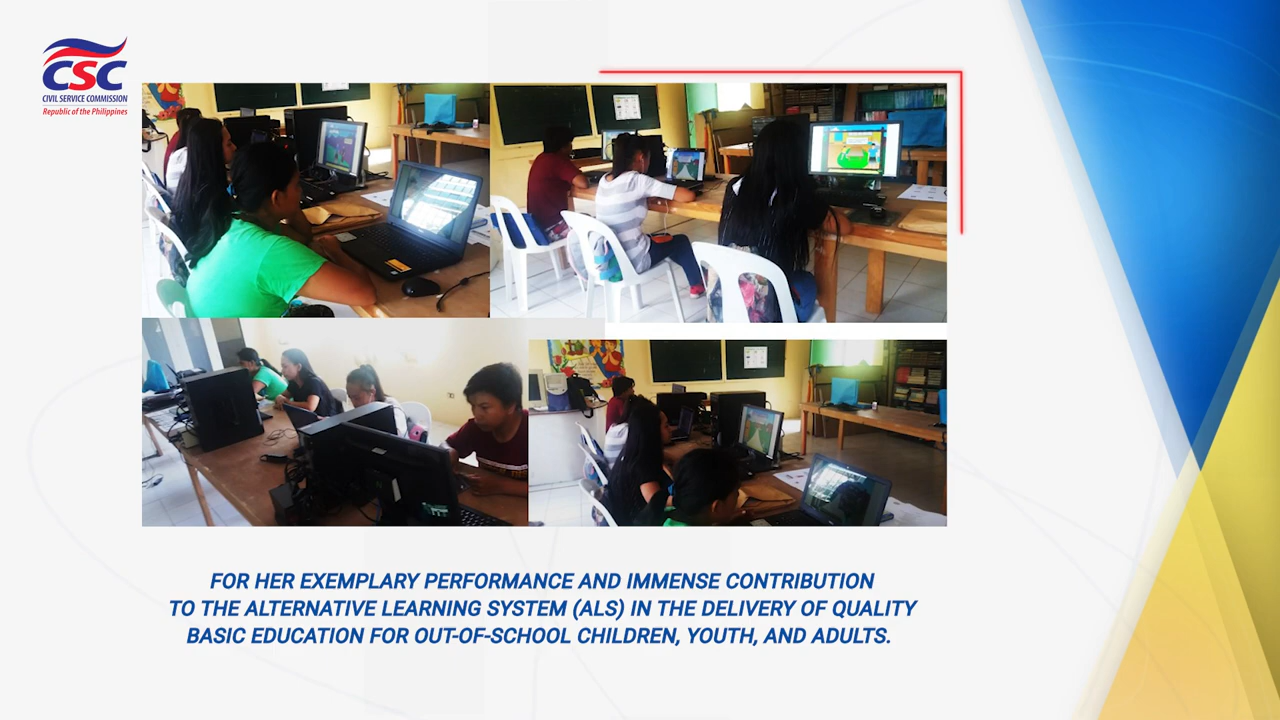 CSC
CIVIL SERVICE COMMISSION
Republic of the Philippines
FOR HER EXEMPLARY PERFORMANCE AND IMMENSE CONTRIBUTION
TO THE ALTERNATIVE LEARNING SYSTEM (ALS) IN THE DELIVERY OF QUALITY
BASIC EDUCATION FOR OUT-OF-SCHOOL CHILDREN, YOUTH, AND ADULTS.